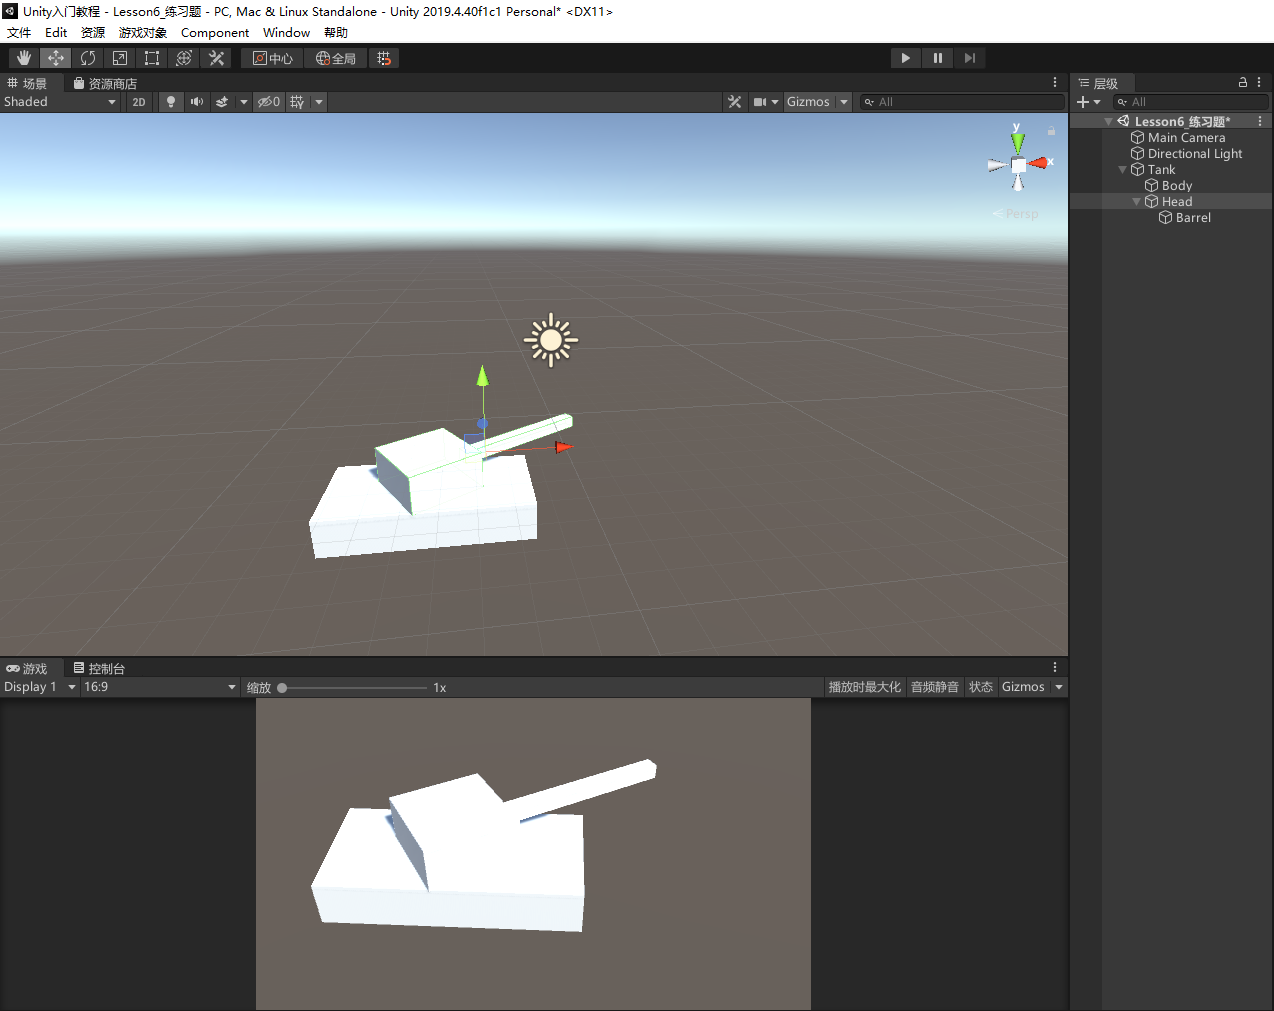 Unity入门教程 - Lesson6_练习题 - PC, Mac & Linux Standalone - Unity 2019.4.40f1c1 Personal* <DX11>
文件 Edit 资源 游戏对象 Component Window 帮助
中心 全局
场景 资源商店
Shaded 2D 0 Gizmos All
y
x
Persp
层级
All
Lesson6_练习题*
Main Camera
Directional Light
Tank
Body
Head
Barrel
游戏 控制台
Display 1 16:9 缩放 1x 播放时最大化 音频静音 状态 Gizmos